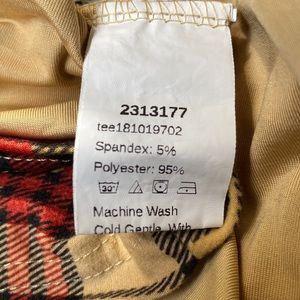 2313177
tee181019702
Spandex: 5%
Polyester: 95%
30°
Machine Wash
Cold Gentle, With